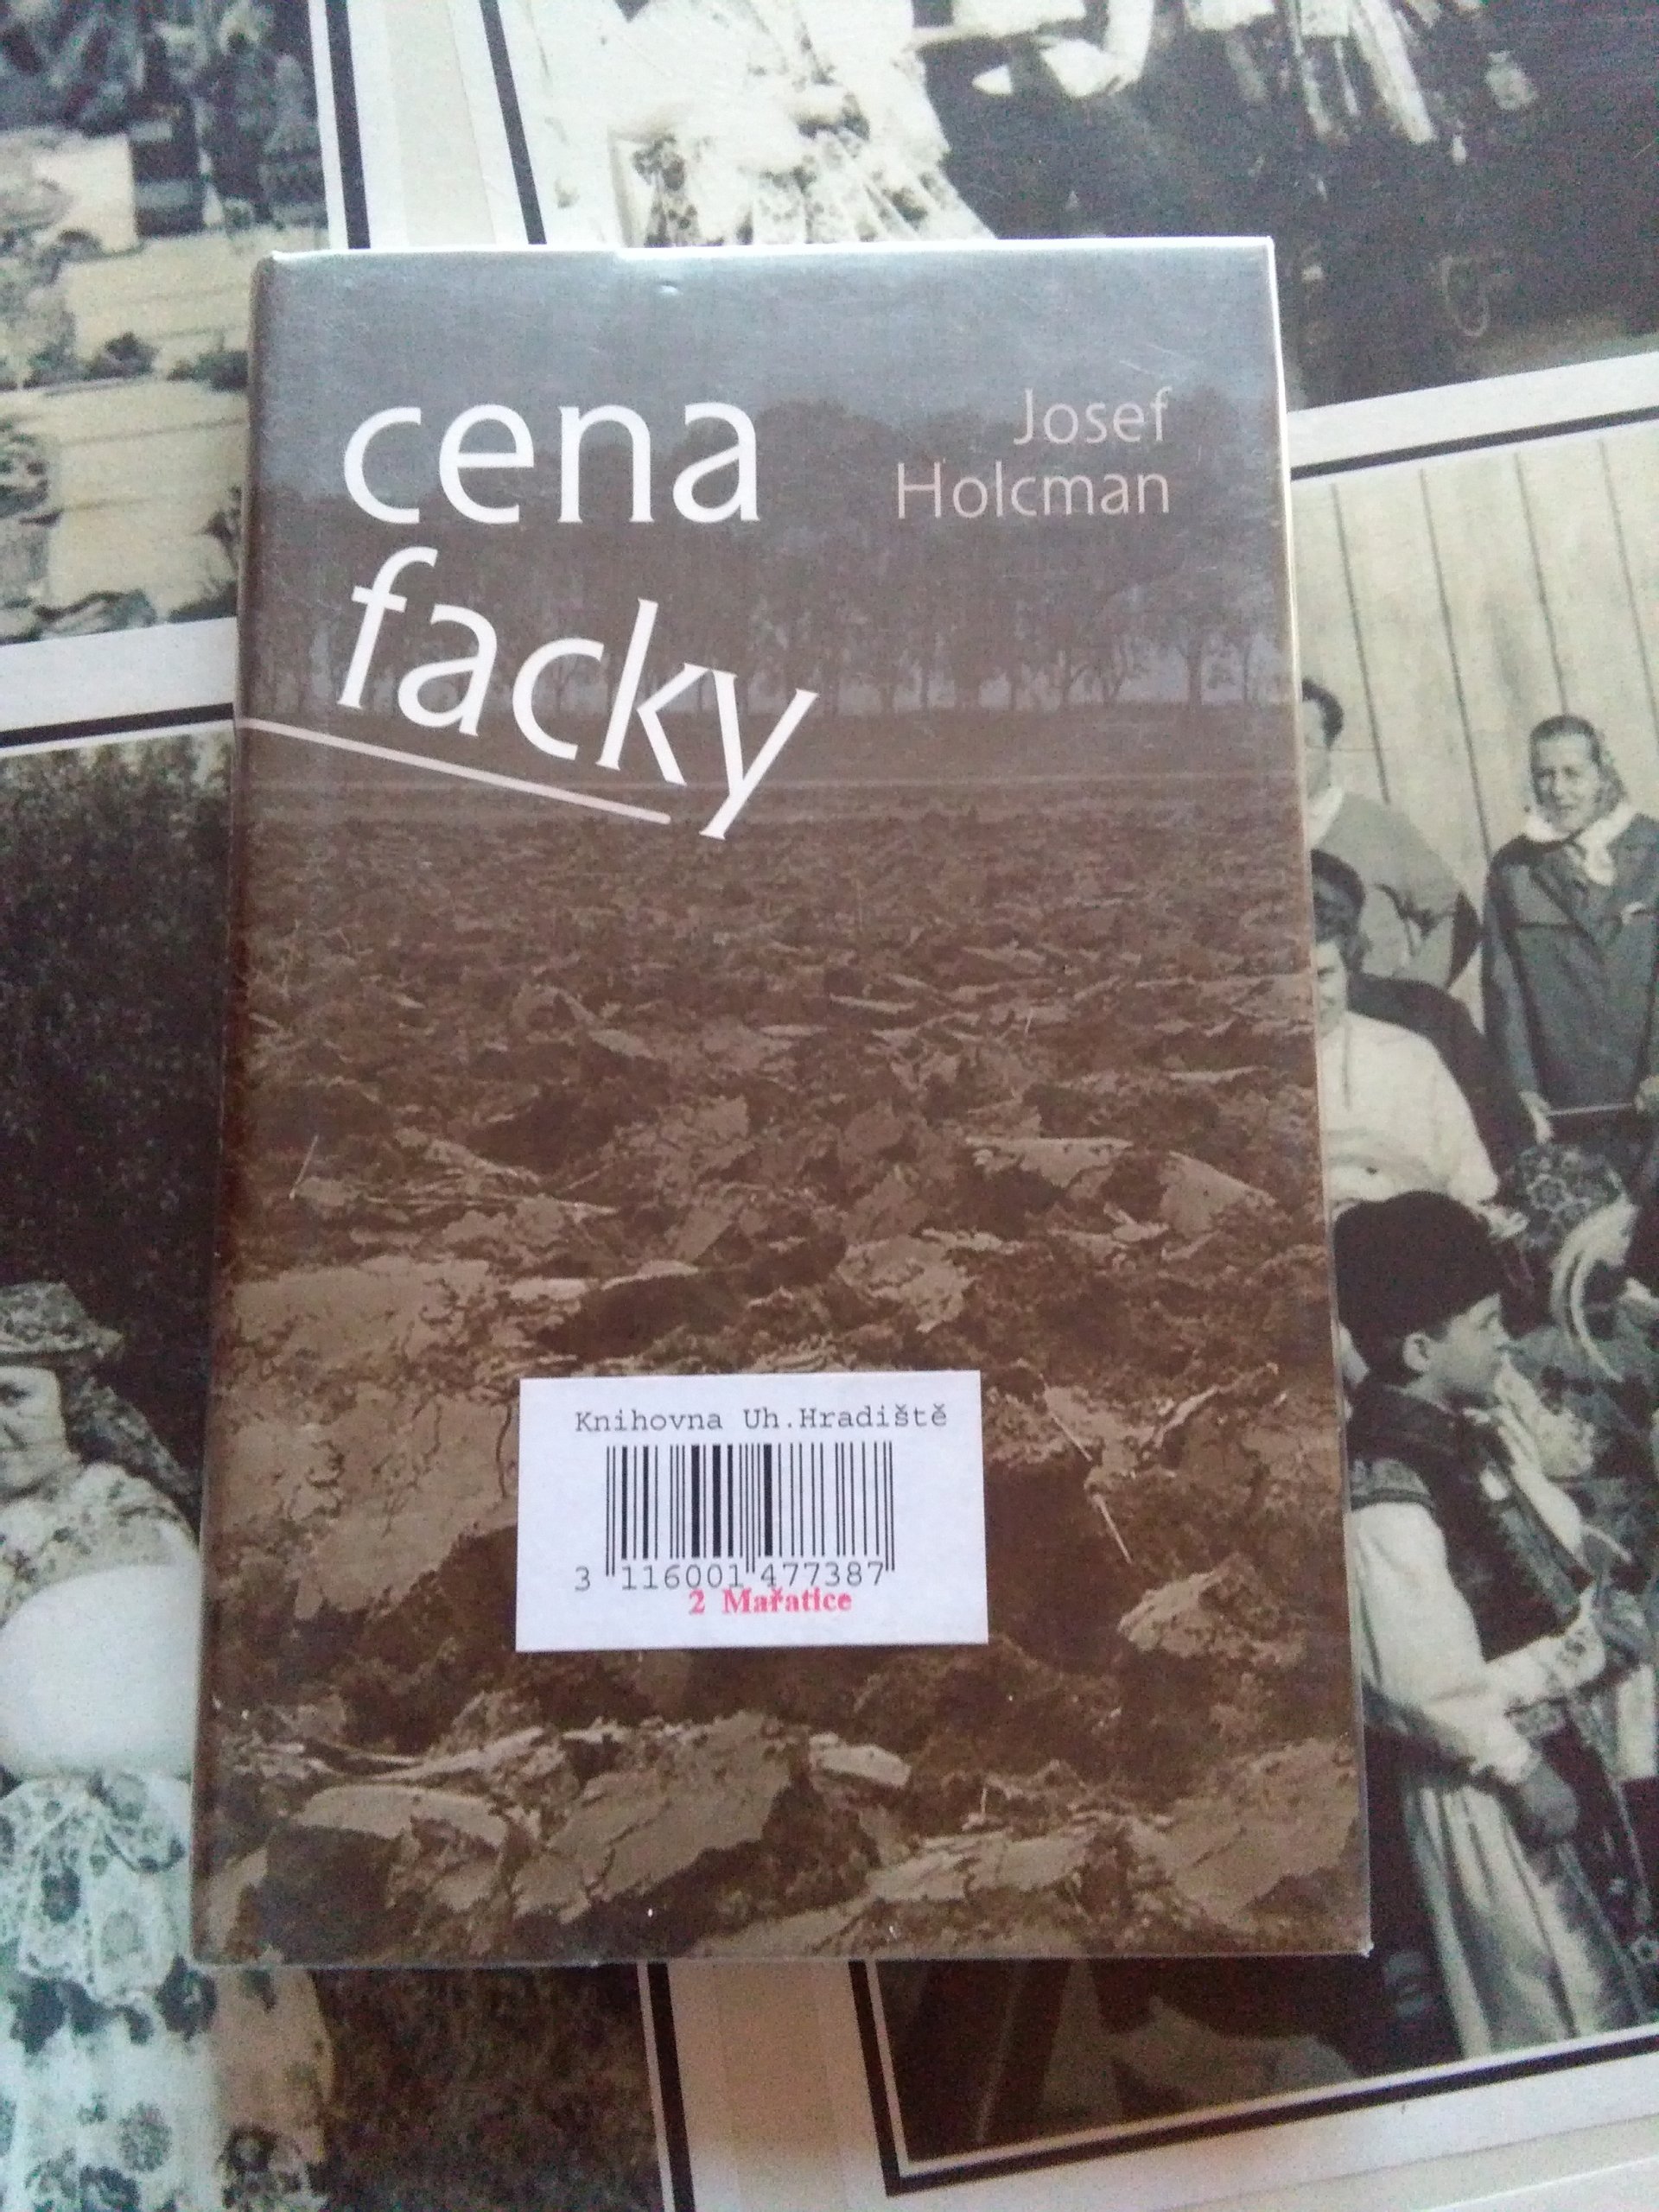 cena
facky
Josef
Holcman
Knihovna Uh.Hradiště
3 116001 477387
2 Mařatice